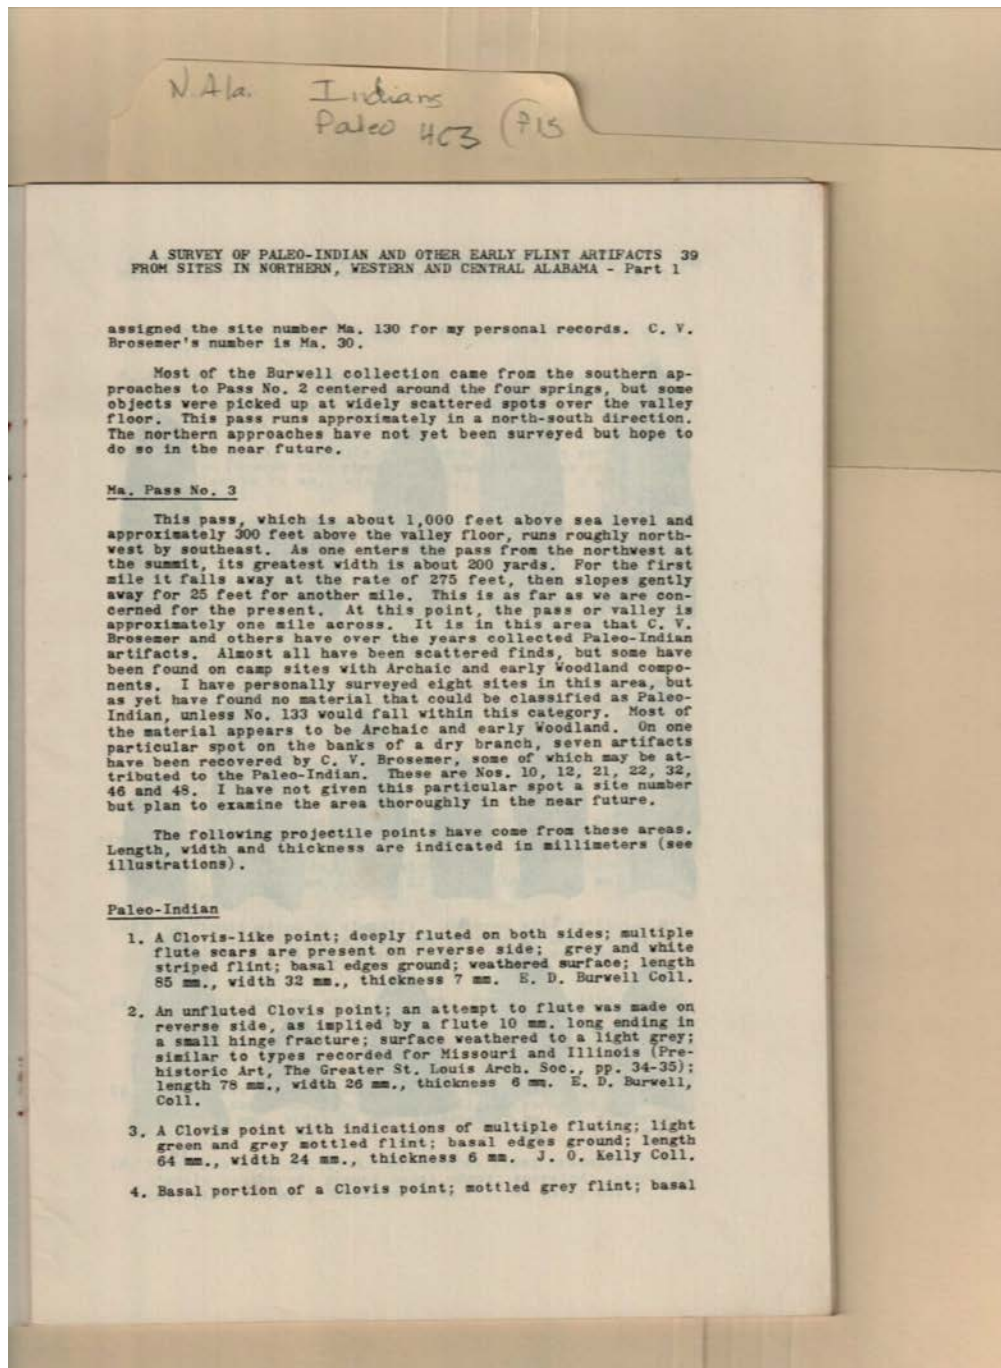 N. Ala. Indians
Paleo 4C3 (P15
A SURVEY OF PALEO-INDIAN AND OTHER EARLY FLINT ARTIFACTS 39
FROM SITES IN NORTHERN, WESTERN AND CENTRAL ALABAMA - Part 1
assigned the site number Ma. 130 for my personal records. C. V.
Brosemer's number is Ma. 30.
Most of the Burwell collection came from the southern ap-
proaches to Pass No. 2 centered around the four springs, but some
objects were picked up at widely scattered spots over the valley
floor. This pass runs approximately in a north-south direction.
The northern approaches have not yet been surveyed but hope to
do so in the near future.
Ma. Pass No. 3
This pass, which is about 1,000 feet above sea level and
approximately 300 feet above the valley floor, runs roughly north-
west by southeast. As one enters the pass from the northwest at
the summit, its greatest width is about 200 yards. For the first
mile it falls away at the rate of 275 feet, then slopes gently
away for 25 feet for another mile. This is as far as we are con-
cerned for the present. At this point, the pass or valley is
approximately one mile across. It is in this area that C. V.
Brosemer and others have over the years collected Paleo-Indian
artifacts. Almost all have been scattered finds, but some have
been found on camp sites with Archaic and early Woodland compo-
nents. I have personally surveyed eight sites in this area, but
as yet have found no material that could be classified as Paleo-
Indian, unless No. 133 would fall within this category. Most of
the material appears to be Archaic and early Woodland. On one
particular spot on the banks of a dry branch, seven artifacts
have been recovered by C. V. Brosemer, some of which may be at-
tributed to the Paleo-Indian. These are Nos. 10, 12, 21, 22, 32,
46 and 48. I have not given this particular spot a site number
but plan to examine the area thoroughly in the near future.
The following projectile points have come from these areas.
Length, width and thickness are indicated in millimeters (see
illustrations).
Paleo-Indian
1. A Clovis-like point; deeply fluted on both sides; multiple
flute scars are present on reverse side; grey and white
striped flint; basal edges ground; weathered surface; length
85 mm., width 32 mm., thickness 7 mm. E. D. Burwell Coll.
2. An unfluted Clovis point; an attempt to flute was made on
reverse side, as implied by a flute 10 mm. long ending in
a small hinge fracture; surface weathered to a light grey;
similar to types recorded for Missouri and Illinois (Pre-
historic Art, The Greater St. Louis Arch. Soc., pp. 34-35);
length 78 mm., width 26 mm., thickness 6 mm. E. D. Burwell,
Coll.
3. A Clovis point with indications of multiple fluting; light
green and grey mottled flint; basal edges ground; length
64 mm., width 24 mm., thickness 6 mm. J. O. Kelly Coll.
4. Basal portion of a Clovis point; mottled grey flint; basal